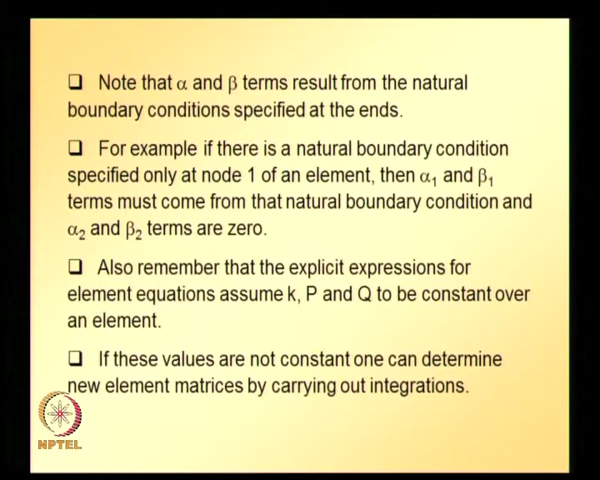 ❑ Note that α and β terms result from the natural
boundary conditions specified at the ends.
❑ For example if there is a natural boundary condition
specified only at node 1 of an element, then α₁ and β₁
terms must come from that natural boundary condition and
α₂ and β₂ terms are zero.
❑ Also remember that the explicit expressions for
element equations assume k, P and Q to be constant over
an element.
❑ If these values are not constant one can determine
new element matrices by carrying out integrations.
NPTEL